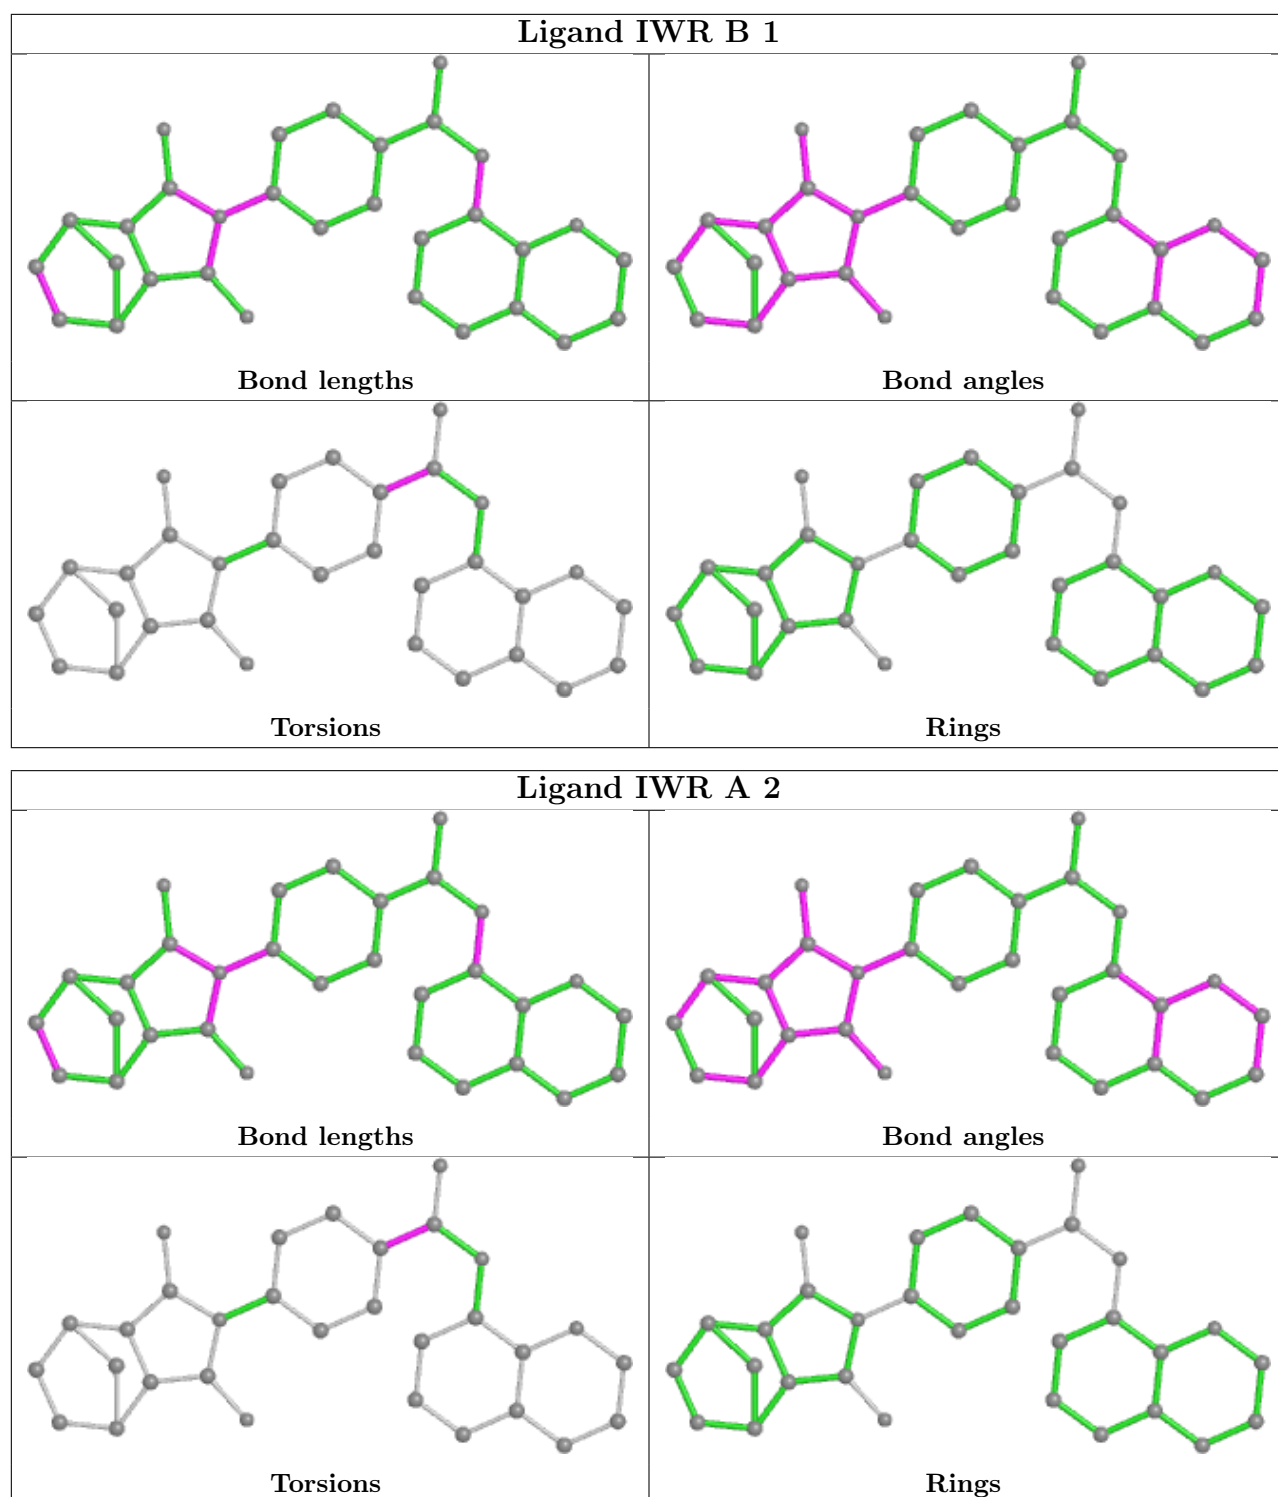 Ligand IWR B 1
Bond lengths
Bond angles
Torsions
Rings
Ligand IWR A 2
Bond lengths
Bond angles
Torsions
Rings